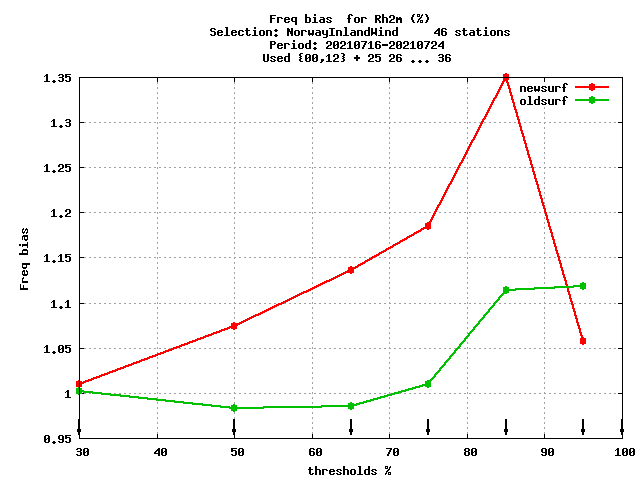 Freq bias  for Rh2m (%)
Selection: NorwayInlandWind     46 stations
Period: 20210716-20210724
Used {00,12} + 25 26 ... 36
newsurf
oldsurf
1.35
1.3
1.25
1.2
1.15
1.1
1.05
1
0.95
Freq bias
30 40 50 60 70 80 90 100
thresholds %